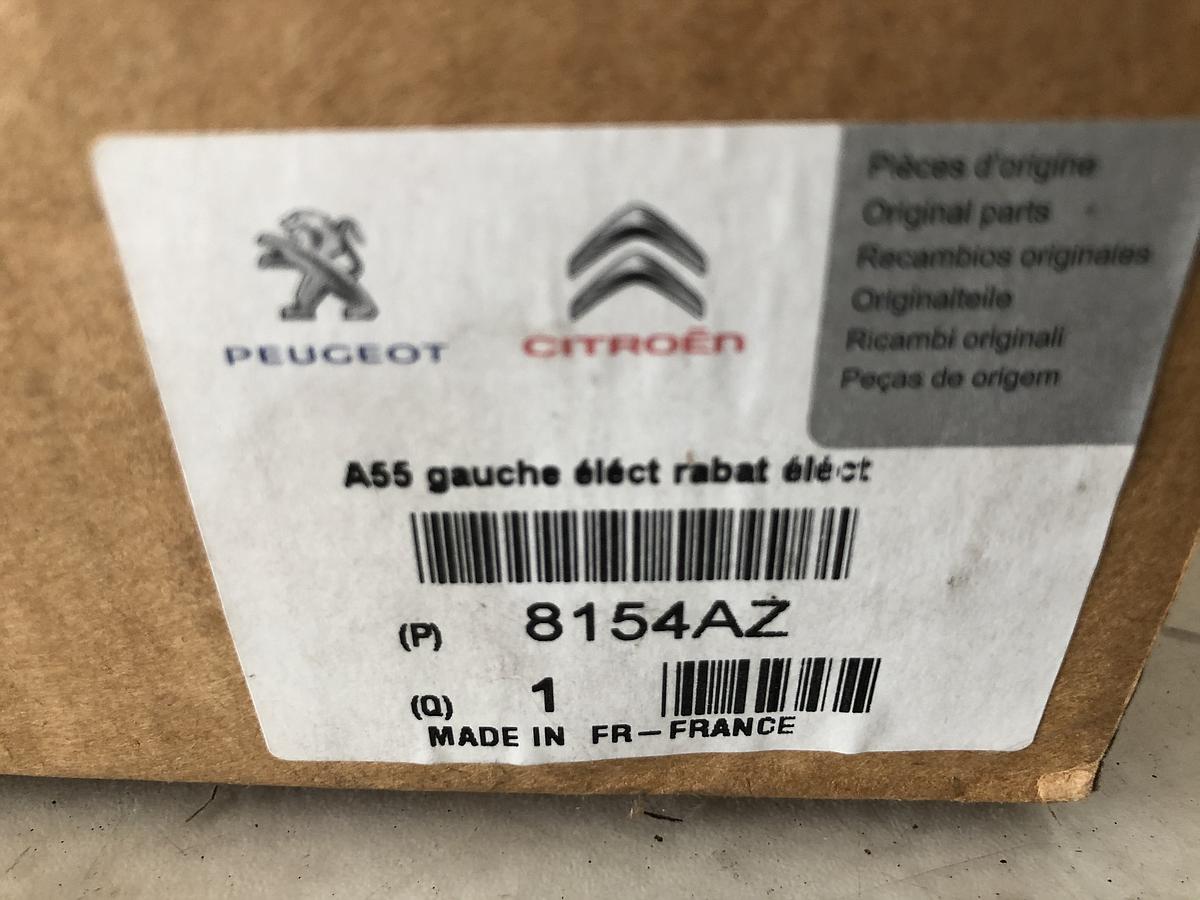 PEUGEOT
CITROËN
Pièces d'origine
Original parts
Recambios originales
Originalteile
Ricambi originali
Peças de origem
A55 gauche éléct rabat éléct
(P) 8154AZ
(Q) 1
MADE IN FR-FRANCE